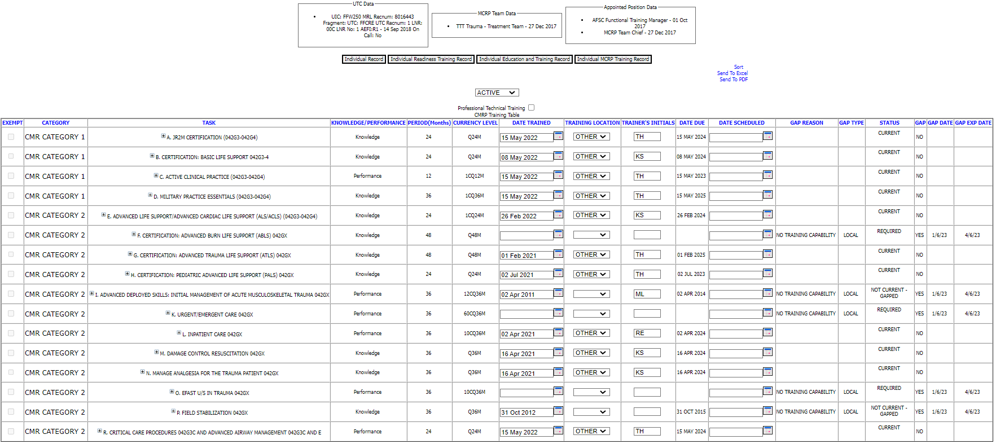 UTC Data
UIC: FFW250 MRL Recnum: 8016443
Fragment: UTC: FFCRE UTC Recnum: 1 LNR:
00C LNR No: 1 AEFI:R1 - 14 Sep 2018 On
Call: No
MCRP Team Data
TTT Trauma - Treatment Team - 27 Dec 2017
Appointed Position Data
AFSC Functional Training Manager - 01 Oct
2017
MCRP Team Chief - 27 Dec 2017
Individual Record Individual Readiness Training Record Individual Education and Training Record Individual MCRP Training Record
Sort
Send To Excel
Send To PDF
ACTIVE
Professional Technical Training
CMRP Training Table
EXEMPT CATEGORY TASK KNOWLEDGE/PERFORMANCE PERIOD(Months) CURRENCY LEVEL DATE TRAINED TRAINING LOCATION TRAINER'S INITIALS DATE DUE DATE SCHEDULED GAP REASON GAP TYPE STATUS GAP GAP DATE GAP EXP DATE
CMR CATEGORY 1 A. JR2M CERTIFICATION (042G3-042G4) Knowledge 24 Q24M 15 May 2022 OTHER TH 15 MAY 2024 CURRENT NO
CMR CATEGORY 1 B. CERTIFICATION: BASIC LIFE SUPPORT 042G3-4 Knowledge 24 Q24M 08 May 2022 OTHER KS 08 MAY 2024 CURRENT NO
CMR CATEGORY 1 C. ACTIVE CLINICAL PRACTICE (042G3-042G4) Performance 12 1CQ12M 15 May 2022 OTHER TH 15 MAY 2023 CURRENT NO
CMR CATEGORY 1 D. MILITARY PRACTICE ESSENTIALS (042G3-042G4) Knowledge 36 1CQ36M 15 May 2022 OTHER TH 15 MAY 2025 CURRENT NO
CMR CATEGORY 2 E. ADVANCED LIFE SUPPORT/ADVANCED CARDIAC LIFE SUPPORT (ALS/ACLS) (042G3-042G4) Knowledge 24 1CQ24M 26 Feb 2022 OTHER KS 26 FEB 2024 CURRENT NO
CMR CATEGORY 2 F. CERTIFICATION: ADVANCED BURN LIFE SUPPORT (ABLS) 042GX Knowledge 48 Q48M NO TRAINING CAPABILITY LOCAL REQUIRED YES 1/6/23 4/6/23
CMR CATEGORY 2 G. CERTIFICATION: ADVANCED TRAUMA LIFE SUPPORT (ATLS) 042GX Knowledge 48 Q48M 01 Feb 2021 OTHER TH 01 FEB 2025 CURRENT NO
CMR CATEGORY 2 H. CERTIFICATION: PEDIATRIC ADVANCED LIFE SUPPORT (PALS) 042GX Knowledge 24 Q24M 02 Jul 2021 OTHER TH 02 JUL 2023 CURRENT NO
CMR CATEGORY 2 I. ADVANCED DEPLOYED SKILLS: INITIAL MANAGEMENT OF ACUTE MUSCULOSKELETAL TRAUMA 042GX Performance 36 12CQ36M 02 Apr 2011 ML 02 APR 2014 NO TRAINING CAPABILITY LOCAL NOT CURRENT - GAPPED YES 1/6/23 4/6/23
CMR CATEGORY 2 K. URGENT/EMERGENT CARE 042GX Performance 36 60CQ36M NO TRAINING CAPABILITY LOCAL REQUIRED YES 1/6/23 4/6/23
CMR CATEGORY 2 L. INPATIENT CARE 042GX Performance 36 10CQ36M 02 Apr 2021 OTHER RE 02 APR 2024 CURRENT NO
CMR CATEGORY 2 M. DAMAGE CONTROL RESUSCITATION 042GX Knowledge 36 Q36M 16 Apr 2021 OTHER KS 16 APR 2024 CURRENT NO
CMR CATEGORY 2 N. MANAGE ANALGESIA FOR THE TRAUMA PATIENT 042GX Knowledge 36 Q36M 16 Apr 2021 OTHER KS 16 APR 2024 CURRENT NO
CMR CATEGORY 2 O. EFAST U/S IN TRAUMA 042GX Performance 36 10CQ36M NO TRAINING CAPABILITY LOCAL REQUIRED YES 1/6/23 4/6/23
CMR CATEGORY 2 P. FIELD STABILIZATION 042GX Knowledge 36 Q36M 31 Oct 2012 31 OCT 2015 NO TRAINING CAPABILITY LOCAL NOT CURRENT - GAPPED YES 1/6/23 4/6/23
CMR CATEGORY 2 R. CRITICAL CARE PROCEDURES 042G3C AND ADVANCED AIRWAY MANAGEMENT 042G3C AND E Performance 24 Q24M 15 May 2022 OTHER TH 15 MAY 2024 CURRENT NO